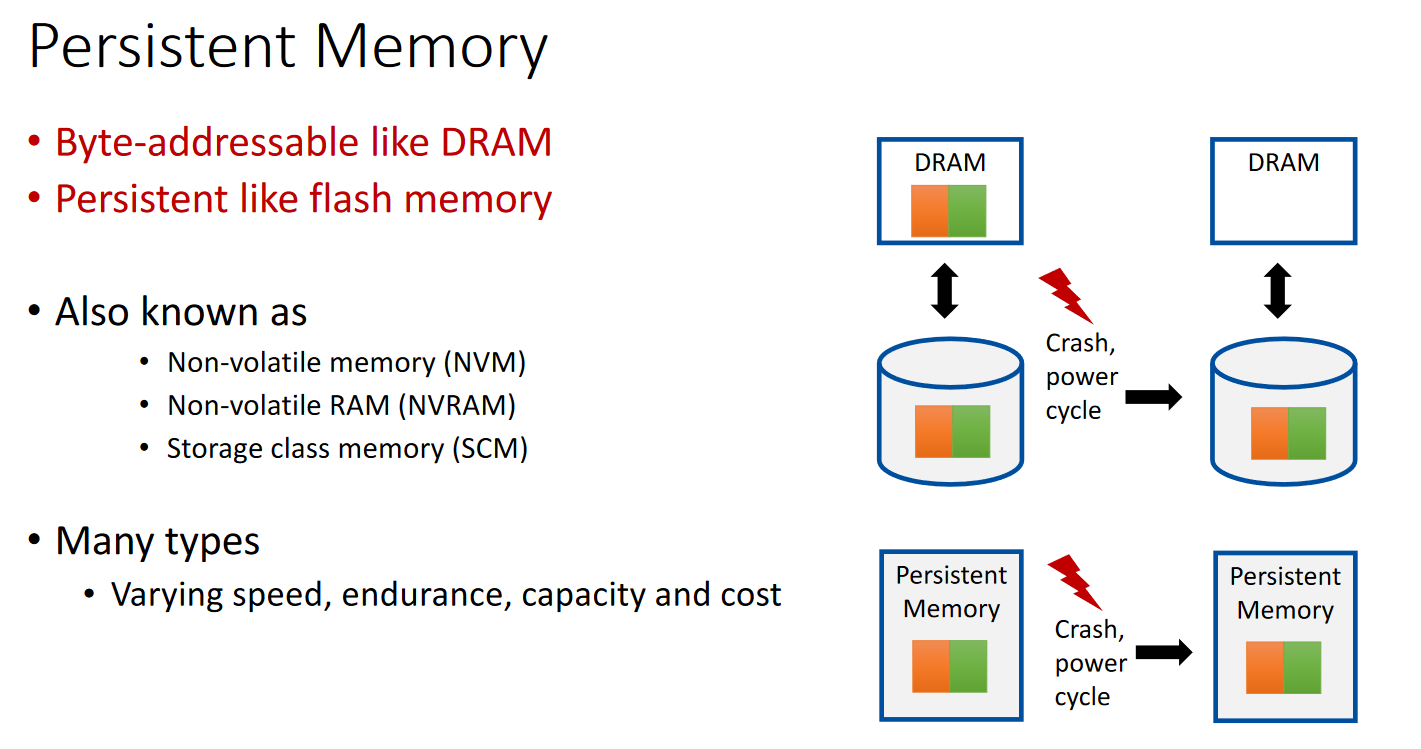 Persistent Memory
• Byte-addressable like DRAM
• Persistent like flash memory
• Also known as
• Non-volatile memory (NVM)
• Non-volatile RAM (NVRAM)
• Storage class memory (SCM)
• Many types
• Varying speed, endurance, capacity and cost
DRAM
DRAM
Crash,
power
cycle
Persistent
Memory
Crash,
power
cycle
Persistent
Memory